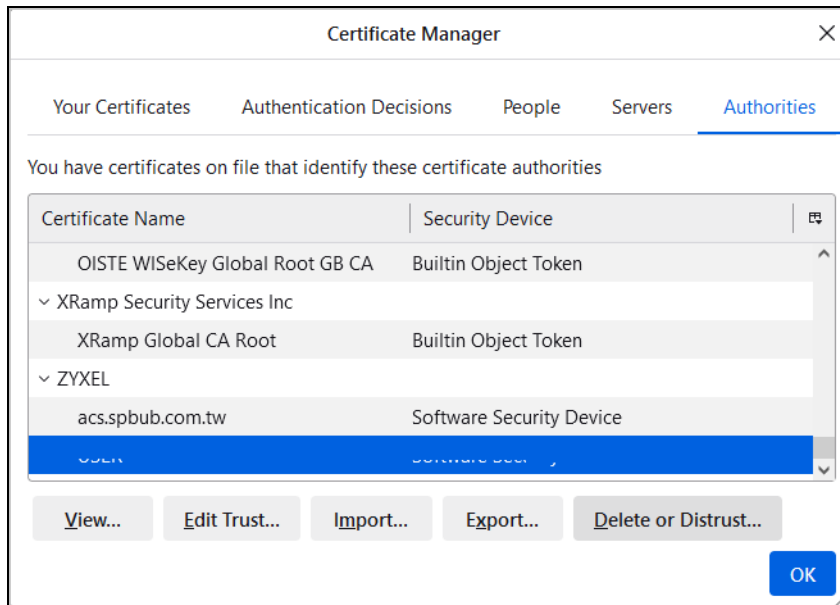 Certificate Manager
Your Certificates Authentication Decisions People Servers Authorities
You have certificates on file that identify these certificate authorities
Certificate Name Security Device
OISTE WISeKey Global Root GB CA Builtin Object Token
XRamp Security Services Inc
XRamp Global CA Root Builtin Object Token
ZYXEL
acs.spbub.com.tw Software Security Device
View... Edit Trust... Import... Export... Delete or Distrust...
OK